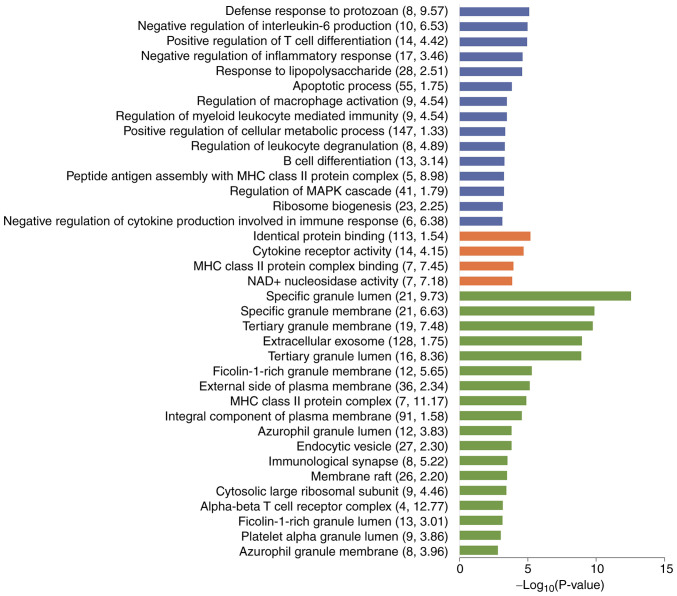 Defense response to protozoan (8, 9.57)
Negative regulation of interleukin-6 production (10, 6.53)
Positive regulation of T cell differentiation (14, 4.42)
Negative regulation of inflammatory response (17, 3.46)
Response to lipopolysaccharide (28, 2.51)
Apoptotic process (55, 1.75)
Regulation of macrophage activation (9, 4.54)
Regulation of myeloid leukocyte mediated immunity (9, 4.54)
Positive regulation of cellular metabolic process (147, 1.33)
Regulation of leukocyte degranulation (8, 4.89)
B cell differentiation (13, 3.14)
Peptide antigen assembly with MHC class II protein complex (5, 8.98)
Regulation of MAPK cascade (41, 1.79)
Ribosome biogenesis (23, 2.25)
Negative regulation of cytokine production involved in immune response (6, 6.38)
Identical protein binding (113, 1.54)
Cytokine receptor activity (14, 4.15)
MHC class II protein complex binding (7, 7.45)
NAD+ nucleosidase activity (7, 7.18)
Specific granule lumen (21, 9.73)
Specific granule membrane (21, 6.63)
Tertiary granule membrane (19, 7.48)
Extracellular exosome (128, 1.75)
Tertiary granule lumen (16, 8.36)
Ficolin-1-rich granule membrane (12, 5.65)
External side of plasma membrane (36, 2.34)
MHC class II protein complex (7, 11.17)
Integral component of plasma membrane (91, 1.58)
Azurophil granule lumen (12, 3.83)
Endocytic vesicle (27, 2.30)
Immunological synapse (8, 5.22)
Membrane raft (26, 2.20)
Cytosolic large ribosomal subunit (9, 4.46)
Alpha-beta T cell receptor complex (4, 12.77)
Ficolin-1-rich granule lumen (13, 3.01)
Platelet alpha granule lumen (9, 3.86)
Azurophil granule membrane (8, 3.96)
0 5 10 15
−Log10(P-value)